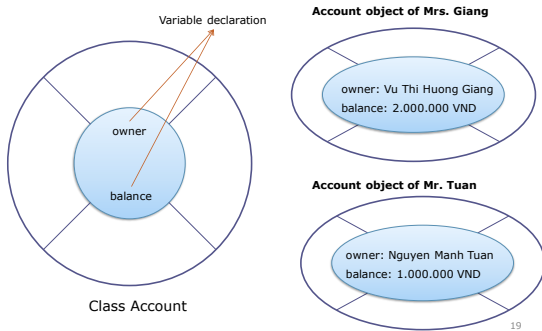 Variable declaration
owner
balance
Class Account
Account object of Mrs. Giang
owner: Vu Thi Huong Giang
balance: 2.000.000 VND
Account object of Mr. Tuan
owner: Nguyen Manh Tuan
balance: 1.000.000 VND
19